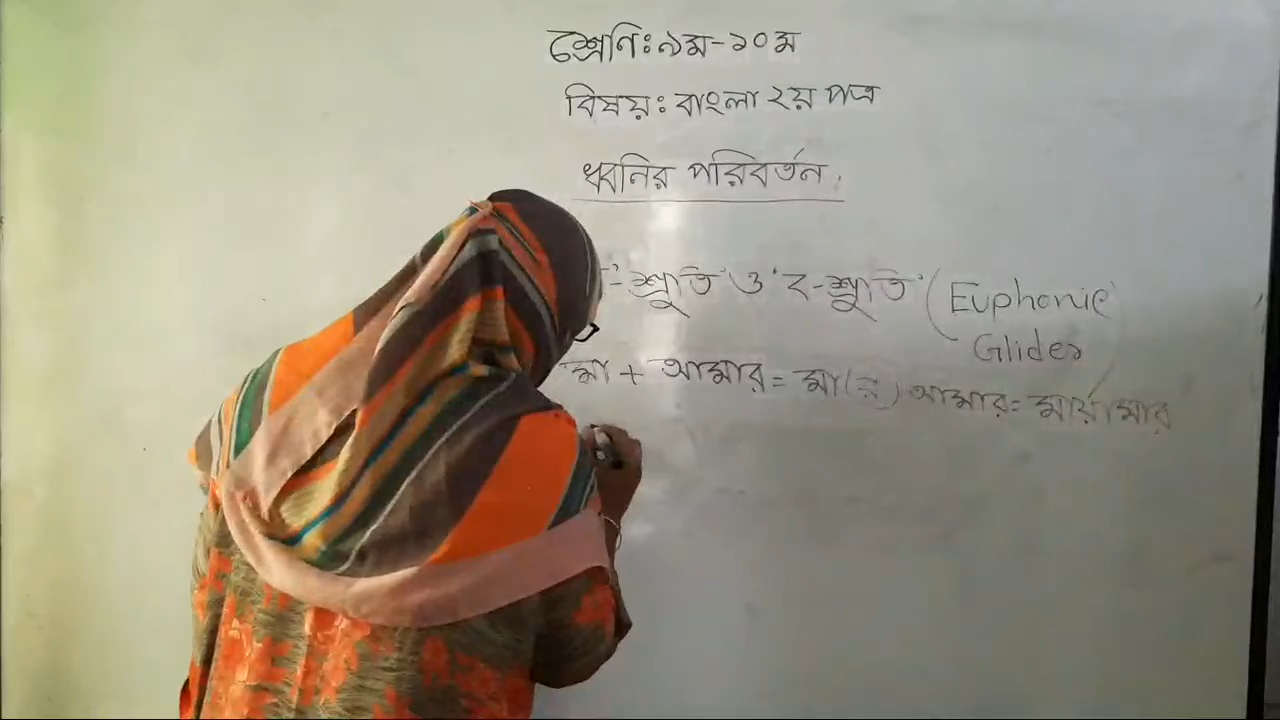 শ্রেণি: ৯ম-১০ম
বিষয়: বাংলা ২য় পত্র
ধ্বনির পরিবর্তন।
-শ্রুতি ও 'ব-শ্রুতি' (Euphonic
Glides)
মা + আমার = মা(য়) আমার = মায়ামার